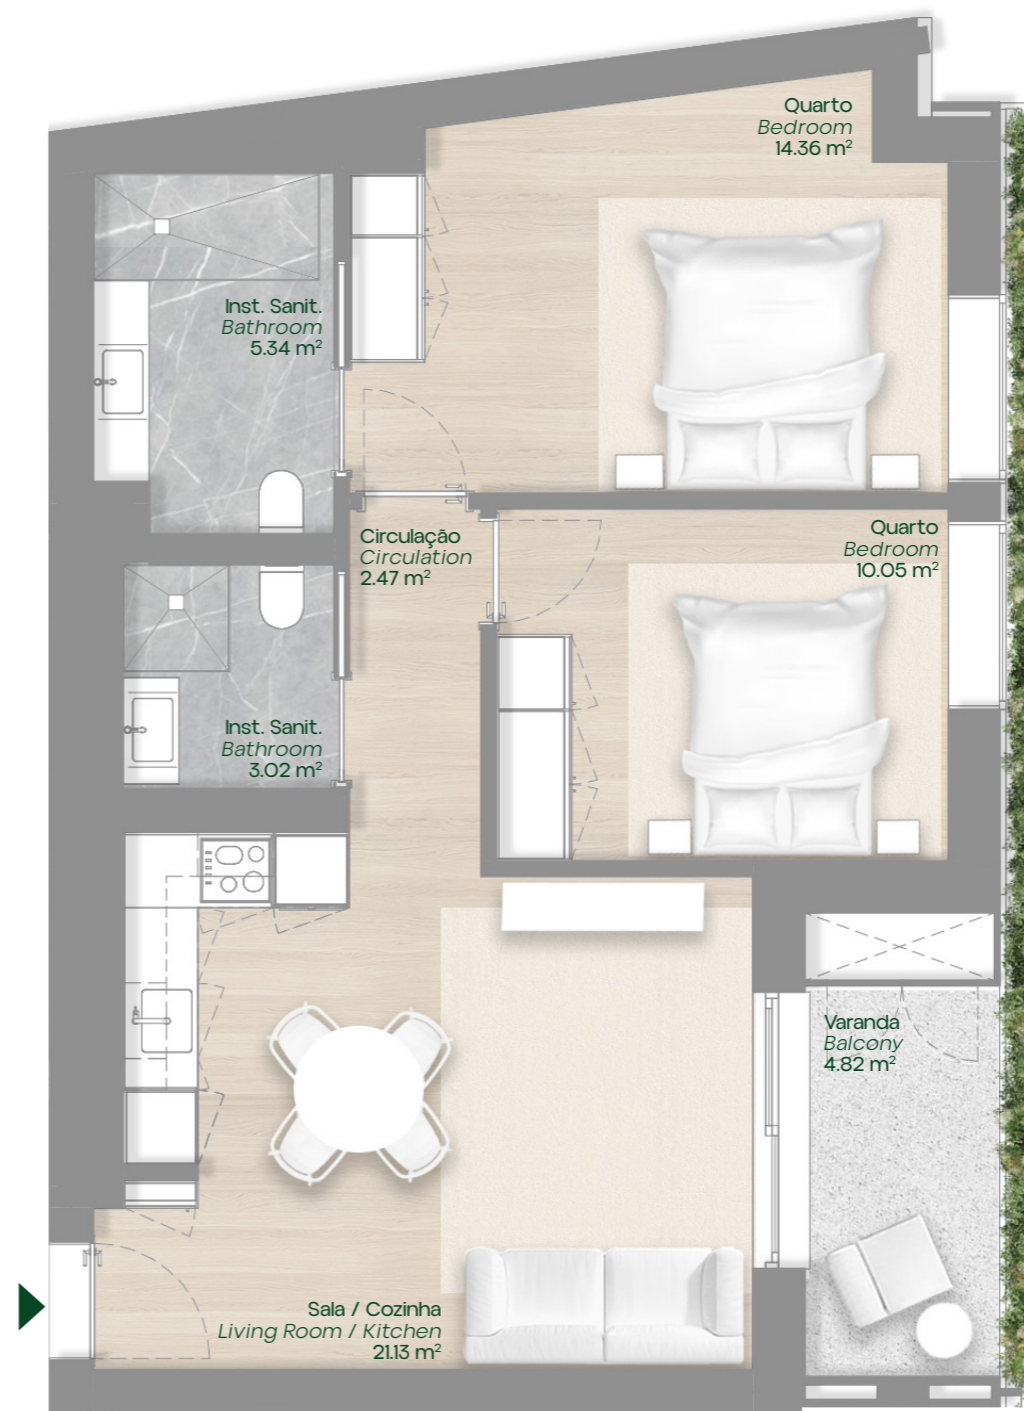 Quarto
Bedroom
14.36 m²
Inst. Sanit.
Bathroom
5.34 m²
Circulação
Circulation
2.47 m²
Quarto
Bedroom
10.05 m²
Inst. Sanit.
Bathroom
3.02 m²
Varanda
Balcony
4.82 m²
Sala / Cozinha
Living Room / Kitchen
21.13 m²